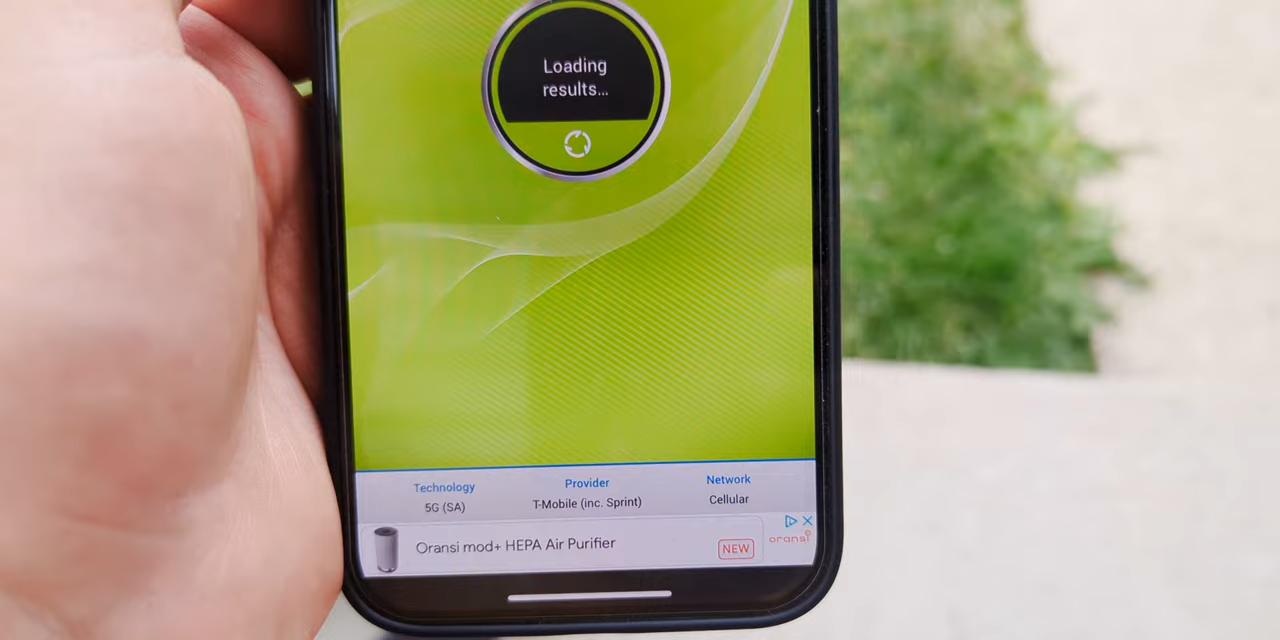 Loading
results...
Technology
Provider
Network
5G (SA)
T-Mobile (inc. Sprint)
Cellular
Oransi mod+ HEPA Air Purifier
NEW
oransi